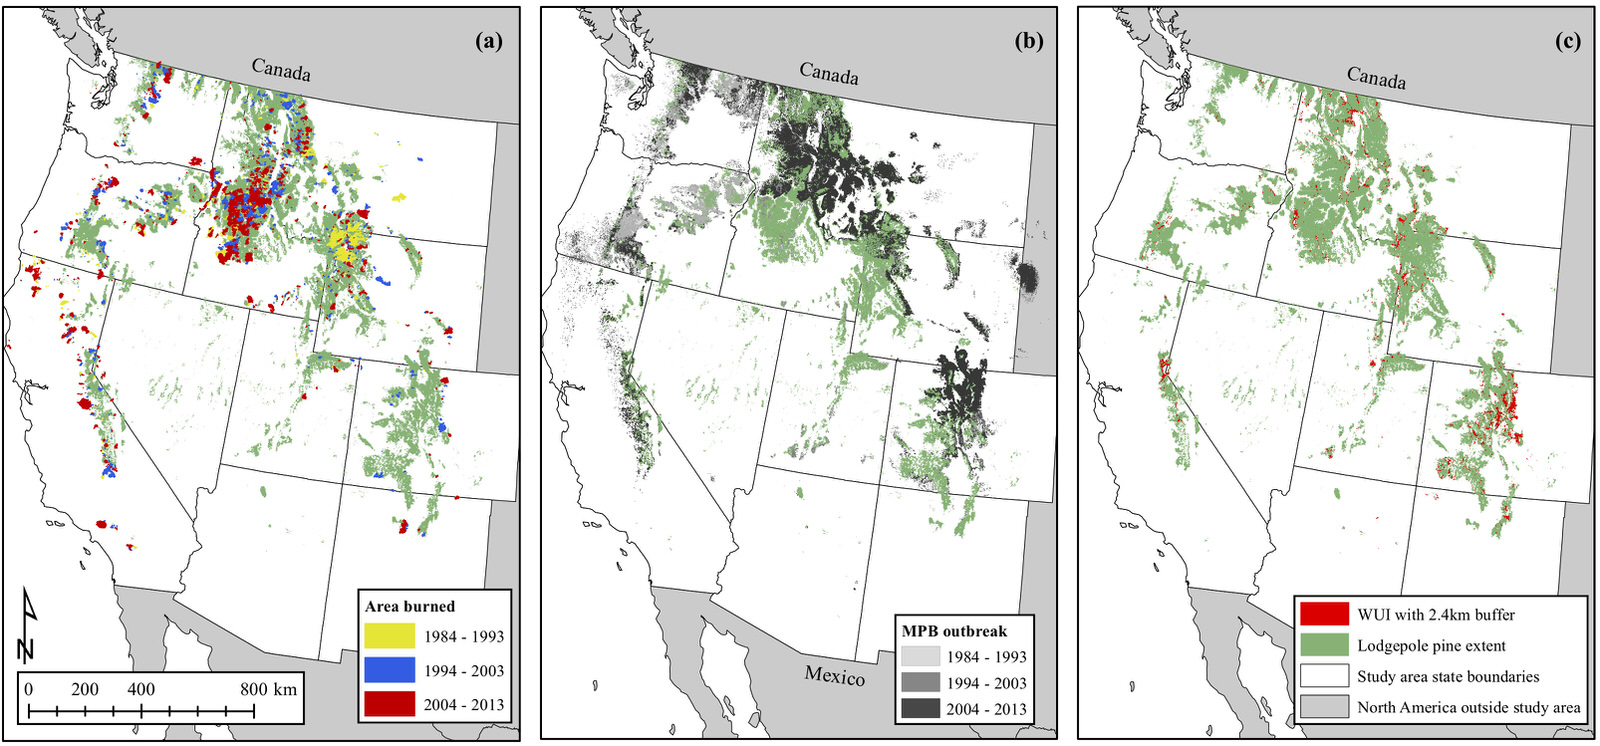 (a)
Canada
Area burned
1984 - 1993
1994 - 2003
2004 - 2013
N
0 200 400 800 km
(b)
Canada
Mexico
MPB outbreak
1984 - 1993
1994 - 2003
2004 - 2013
(c)
Canada
WUI with 2.4km buffer
Lodgepole pine extent
Study area state boundaries
North America outside study area